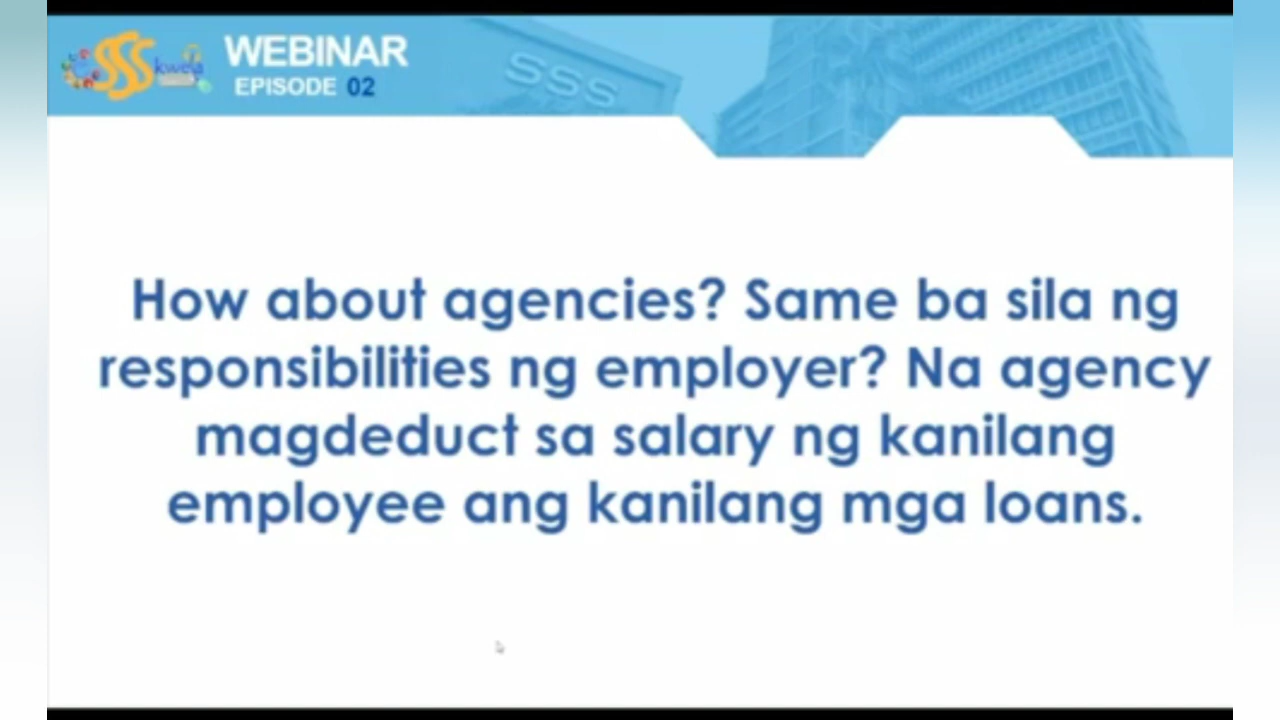 SSS
kwela
WEBINAR
EPISODE 02
SSS
How about agencies? Same ba sila ng
responsibilities ng employer? Na agency
magdeduct sa salary ng kanilang
employee ang kanilang mga loans.